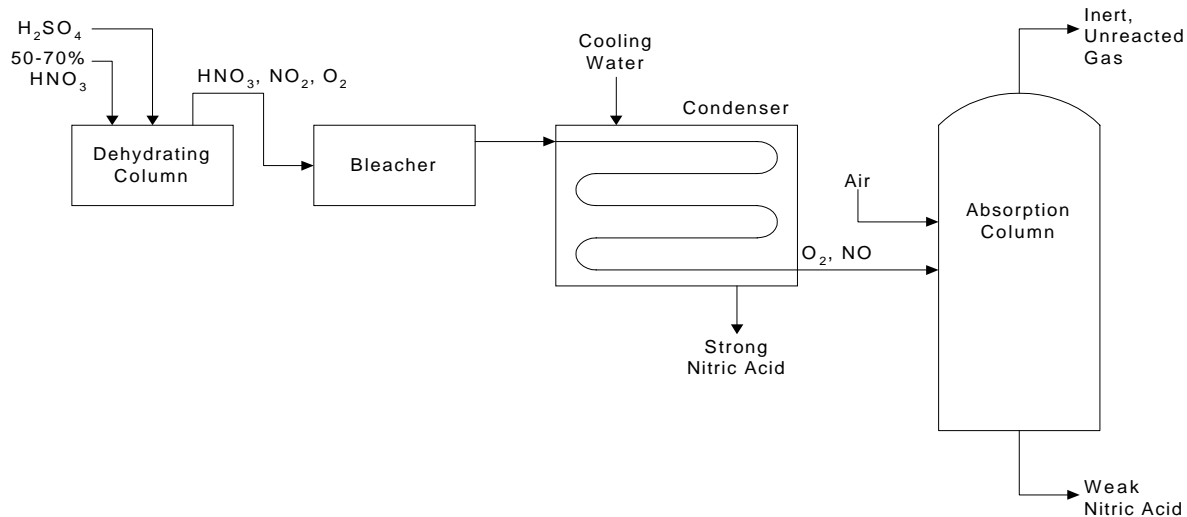 H₂SO₄
50-70%
HNO₃
HNO₃, NO₂, O₂
Dehydrating
Column
Bleacher
Cooling
Water
Condenser
O₂, NO
Strong
Nitric Acid
Air
Absorption
Column
Inert,
Unreacted
Gas
Weak
Nitric Acid